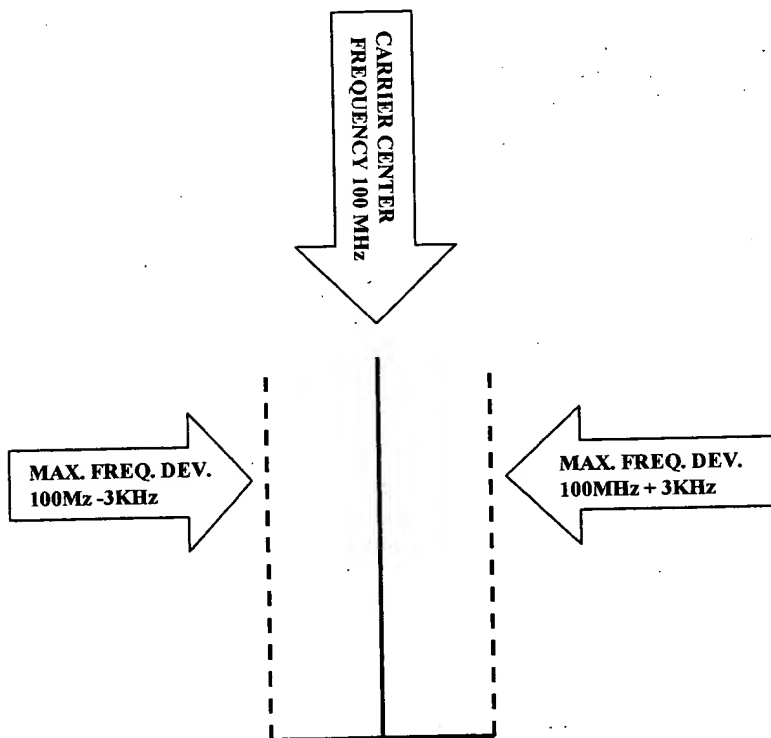 CARRIER CENTER
FREQUENCY 100 MHz
MAX. FREQ. DEV.
100Mz -3KHz
MAX. FREQ. DEV.
100MHz + 3KHz